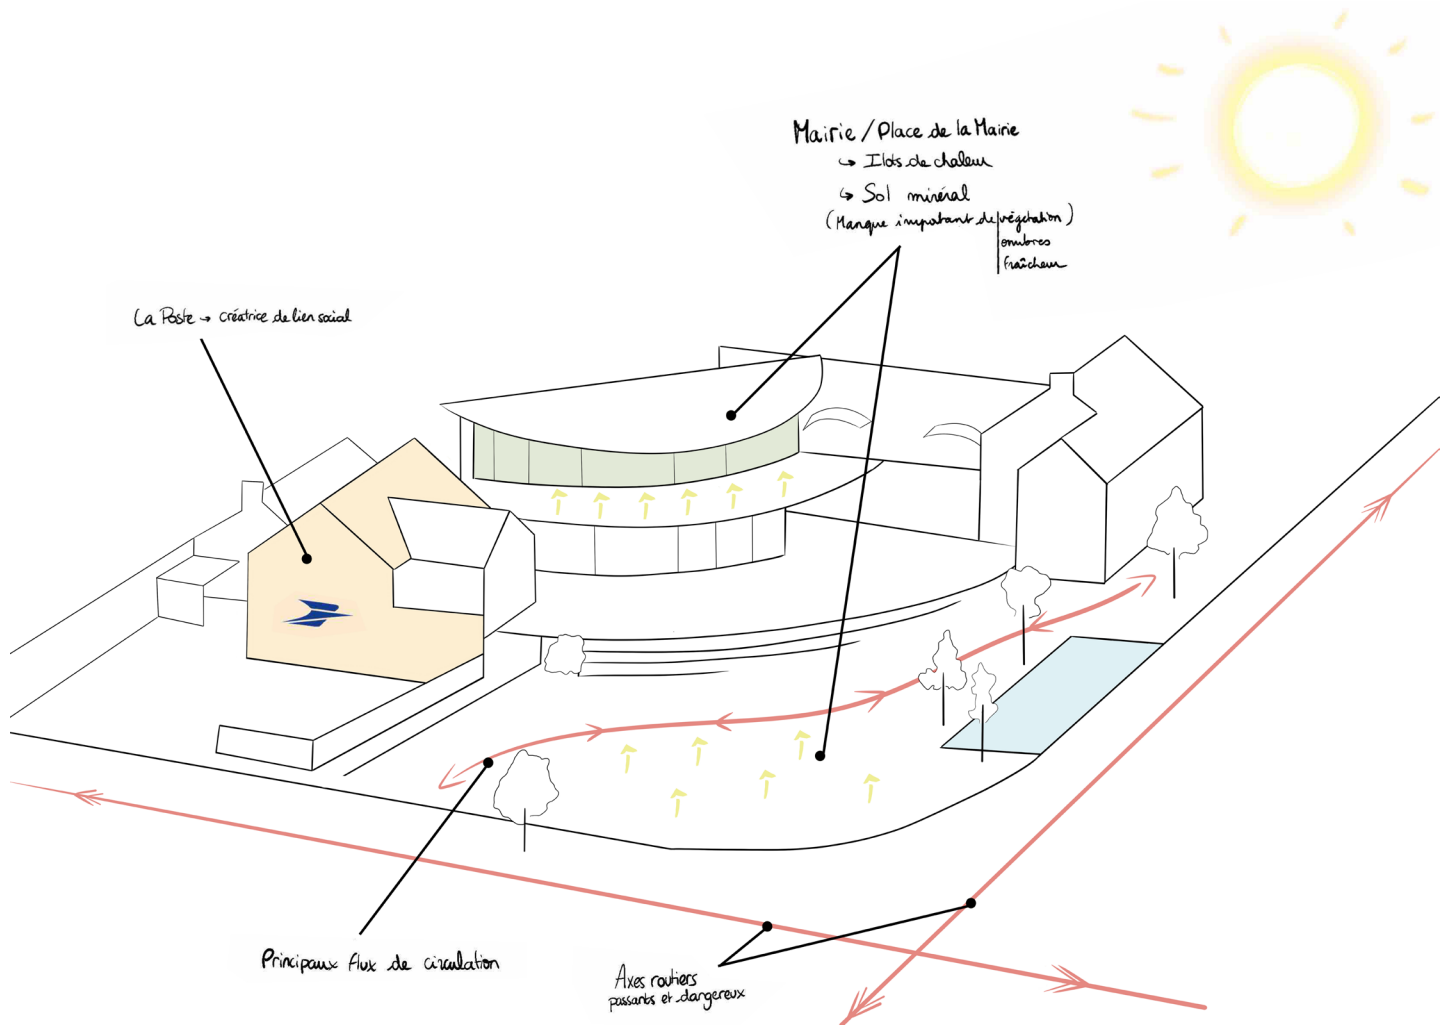 Mairie / Place de la Mairie
↳ Ilots de chaleur
↳ Sol minéral
(Manque important de végétation)
ombres
fraîcheur
La Poste → créatrice de lien social
Principaux flux de circulation
Axes routiers
passants et dangereux